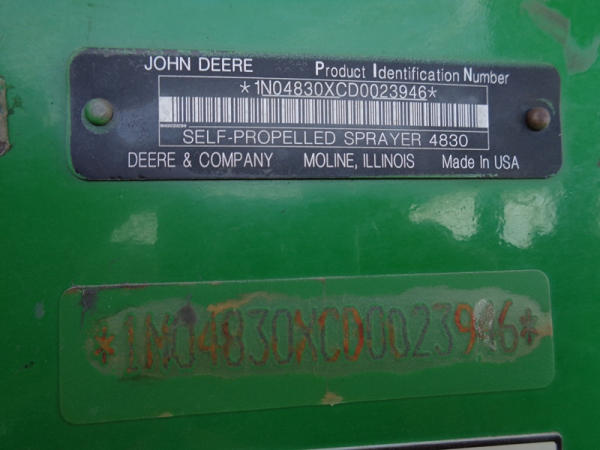 JOHN DEERE Product Identification Number
*1N04830XCD0023946*
SELF-PROPELLED SPRAYER 4830
DEERE & COMPANY MOLINE, ILLINOIS Made In USA
*1N04830XCD0023946*